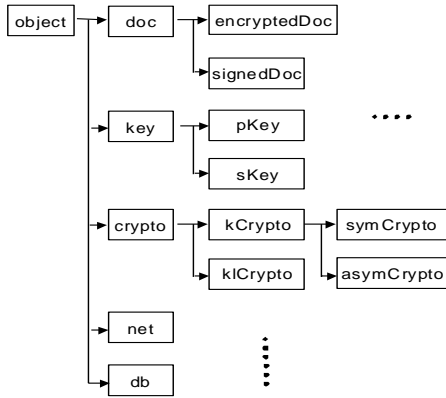 object
doc
encryptedDoc
signedDoc
key
pKey
sKey
crypto
kCrypto
symCrypto
klCrypto
asymCrypto
net
db